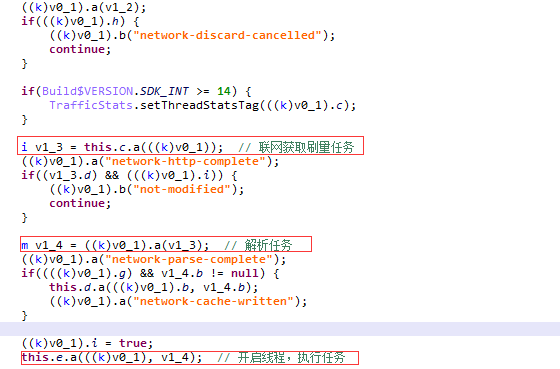 ((k)v0_1).a(v1_2);
if(((k)v0_1).h) {
((k)v0_1).b("network-discard-cancelled");
continue;
}
if(Build$VERSION.SDK_INT >= 14) {
TrafficStats.setThreadStatsTag(((k)v0_1).c);
}
i v1_3 = this.c.a(((k)v0_1)); // 联网获取刷量任务
((k)v0_1).a("network-http-complete");
if((v1_3.d) && (((k)v0_1).i)) {
((k)v0_1).b("not-modified");
continue;
}
m v1_4 = ((k)v0_1).a(v1_3); // 解析任务
((k)v0_1).a("network-parse-complete");
if((((k)v0_1).g) && v1_4.b != null) {
this.d.a(((k)v0_1).b, v1_4.b);
((k)v0_1).a("network-cache-written");
}
((k)v0_1).i = true;
this.e.a(((k)v0_1), v1_4); // 开启线程，执行任务